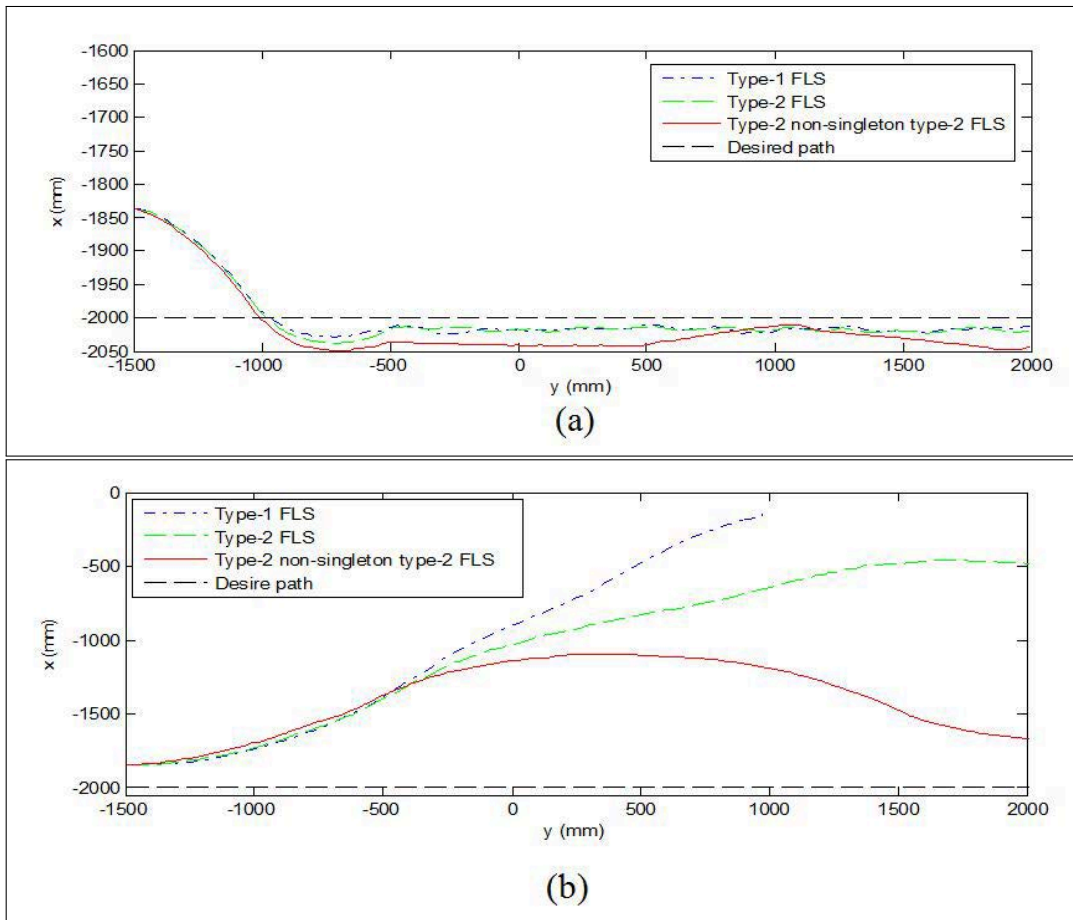 -1600
-1650
-1700
-1750
-1800
-1850
-1900
-1950
-2000
-2050
x (mm)
Type-1 FLS
Type-2 FLS
Type-2 non-singleton type-2 FLS
Desired path
-1500 -1000 -500 0 500 1000 1500 2000
y (mm)
(a)
0
-500
-1000
-1500
-2000
x (mm)
Type-1 FLS
Type-2 FLS
Type-2 non-singleton type-2 FLS
Desire path
-1500 -1000 -500 0 500 1000 1500 2000
y (mm)
(b)